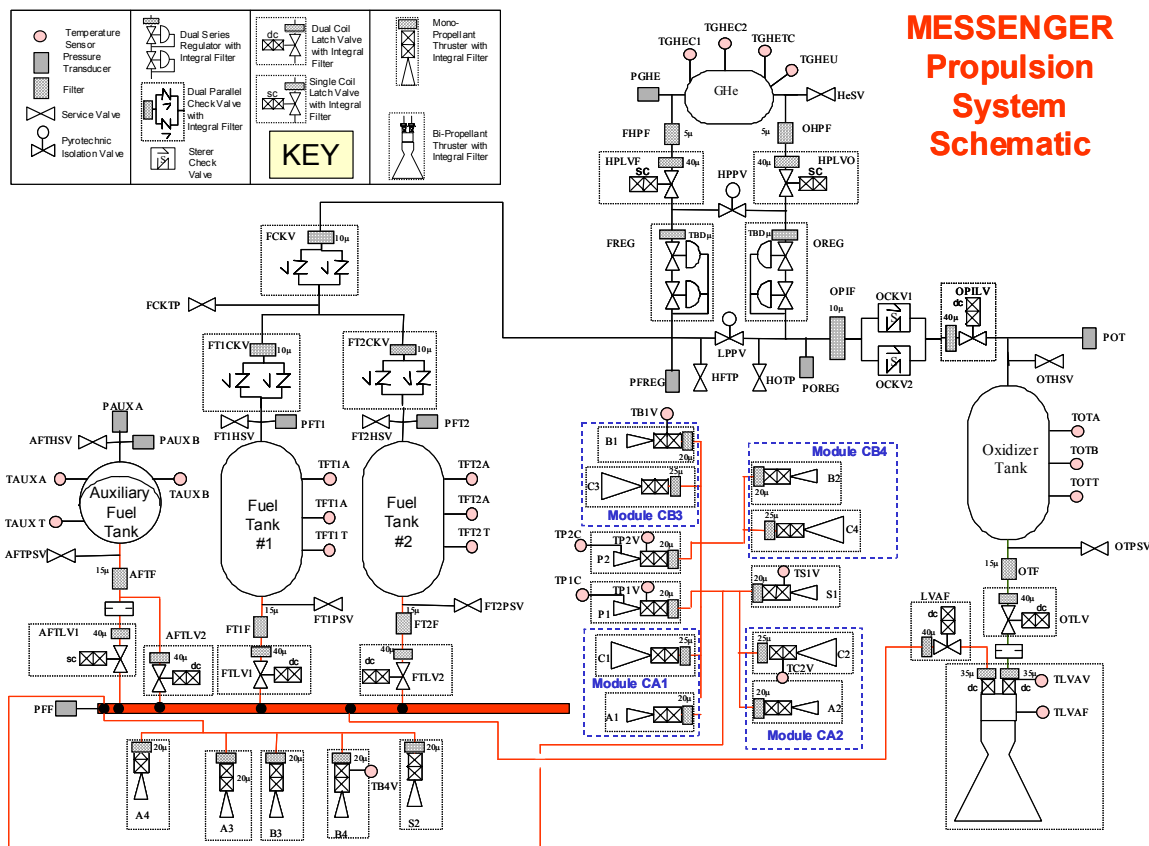 MESSENGER
Propulsion
System
Schematic
Temperature
Sensor
Pressure
Transducer
Filter
Service Valve
Pyrotechnic
Isolation Valve
Dual Series
Regulator with
Integral Filter
Dual Parallel
Check Valve
with
Integral Filter
Sterer
Check
Valve
dc
Dual Coil
Latch Valve
with Integral
Filter
sc
Single Coil
Latch Valve
with Integral
Filter
KEY
Mono-
Propellant
Thruster with
Integral Filter
Bi-Propellant
Thruster with
Integral Filter
TGHEC1
TGHEC2
TGHETC
TGHEU
PGHE
GHe
HeSV
FHPF
5μ
5μ
OHPF
HPLVF
40μ
sc
HPPV
40μ
HPLVO
sc
FREG
TBDμ
TBDμ
OREG
FCKV
10μ
FCKTP
FT1CKV
10μ
FT2CKV
10μ
LPPV
PFREG
HFTP
HOTP
POREG
OPIF
10μ
OCKV1
S
OCKV2
S
OPILV
dc
40μ
POT
OTHSV
PAUX A
AFTHSV
PAUX B
FT1HSV
PFT1
FT2HSV
PFT2
TAUX A
TAUX B
TAUX T
Auxiliary
Fuel
Tank
AFTPSV
Fuel
Tank
#1
TFT1A
TFT1A
TFT1 T
Fuel
Tank
#2
TFT2A
TFT2A
TFT2 T
Oxidizer
Tank
TOTA
TOTB
TOTT
OTPSV
15μ
OTF
40μ
dc
OTLV
15μ
AFTF
15μ
FT1F
FT1PSV
15μ
FT2F
FT2PSV
AFTLV1
40μ
sc
AFTLV2
40μ
dc
40μ
dc
FTLV1
40μ
dc
FTLV2
PFF
TB1V
B1
20μ
C3
25μ
Module CB3
Module CB4
B2
20μ
25μ
C4
TP2C
TP2V
20μ
P2
TP1C
TP1V
20μ
P1
TS1V
20μ
S1
C1
25μ
Module CA1
A1
20μ
25μ
C2
TC2V
20μ
A2
Module CA2
LVAF
dc
40μ
35μ
35μ
dc
dc
TLVAV
TLVAF
20μ
A4
20μ
A3
20μ
B3
20μ
B4
TB4V
20μ
S2